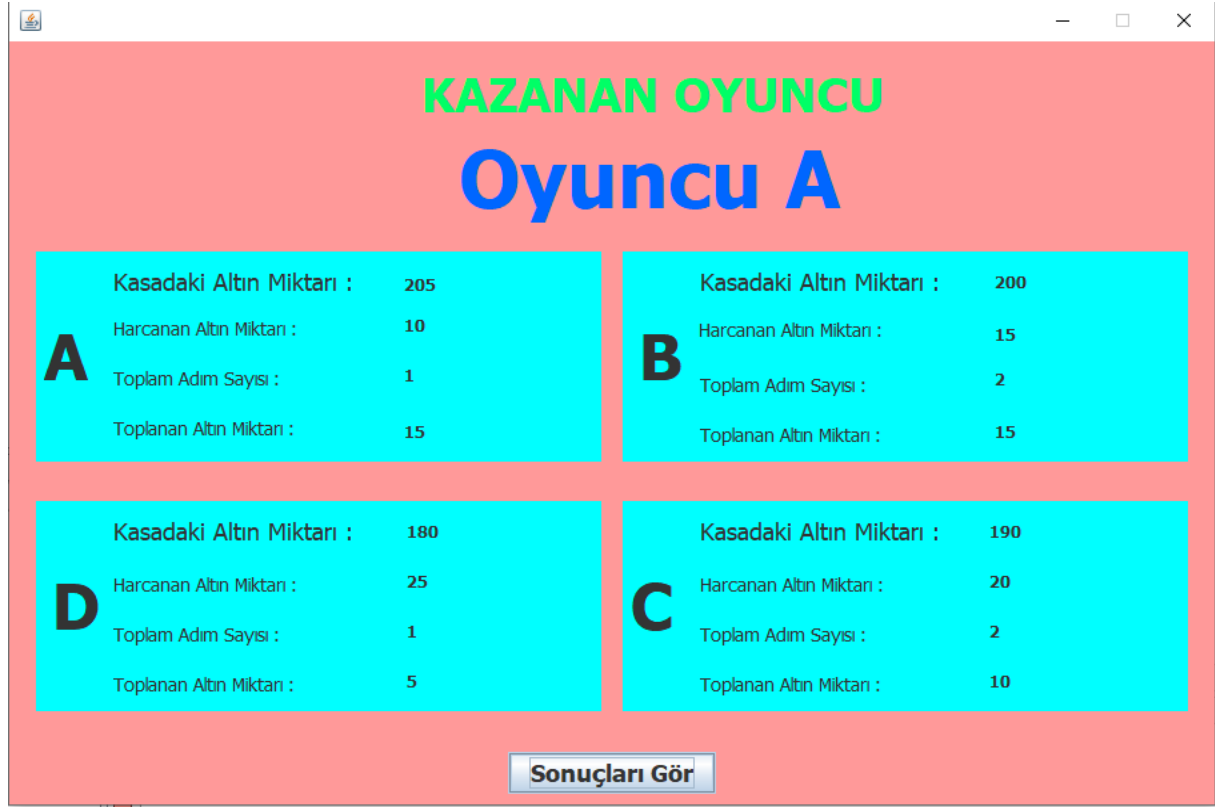 KAZANAN OYUNCU
Oyuncu A
A
Kasadaki Altın Miktarı : 205
Harcanan Altın Miktarı : 10
Toplam Adım Sayısı : 1
Toplanan Altın Miktarı : 15
B
Kasadaki Altın Miktarı : 200
Harcanan Altın Miktarı : 15
Toplam Adım Sayısı : 2
Toplanan Altın Miktarı : 15
D
Kasadaki Altın Miktarı : 180
Harcanan Altın Miktarı : 25
Toplam Adım Sayısı : 1
Toplanan Altın Miktarı : 5
C
Kasadaki Altın Miktarı : 190
Harcanan Altın Miktarı : 20
Toplam Adım Sayısı : 2
Toplanan Altın Miktarı : 10
Sonuçları Gör